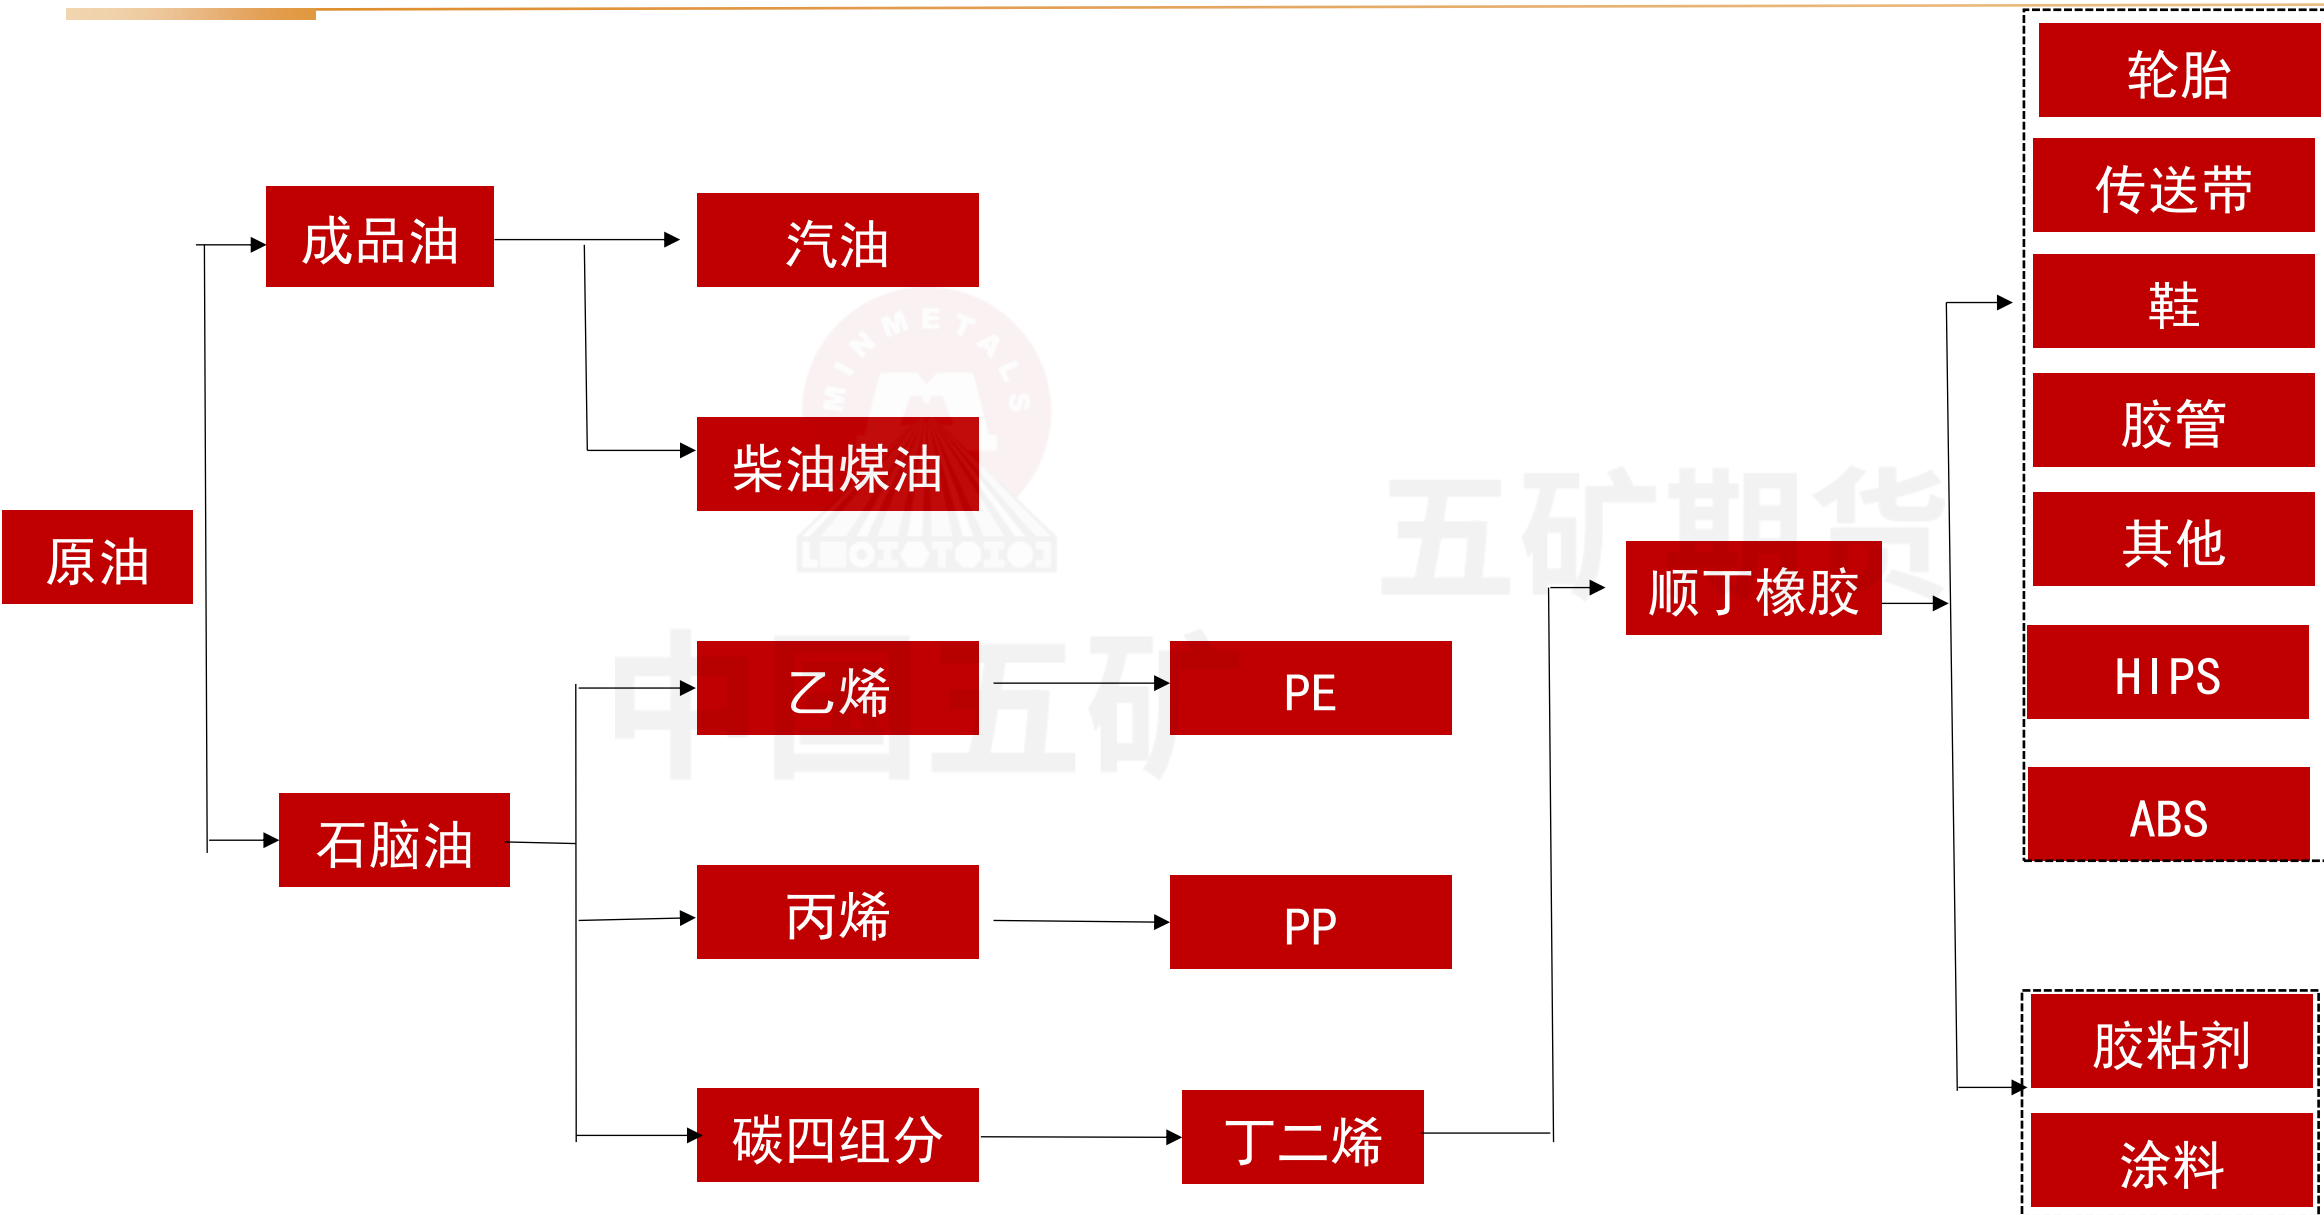 原油
成品油
石脑油
汽油
柴油煤油
乙烯
丙烯
碳四组分
PE
PP
丁二烯
顺丁橡胶
轮胎
传送带
鞋
胶管
其他
HIPS
ABS
胶粘剂
涂料
MINMETALS
中国五矿
五矿期货